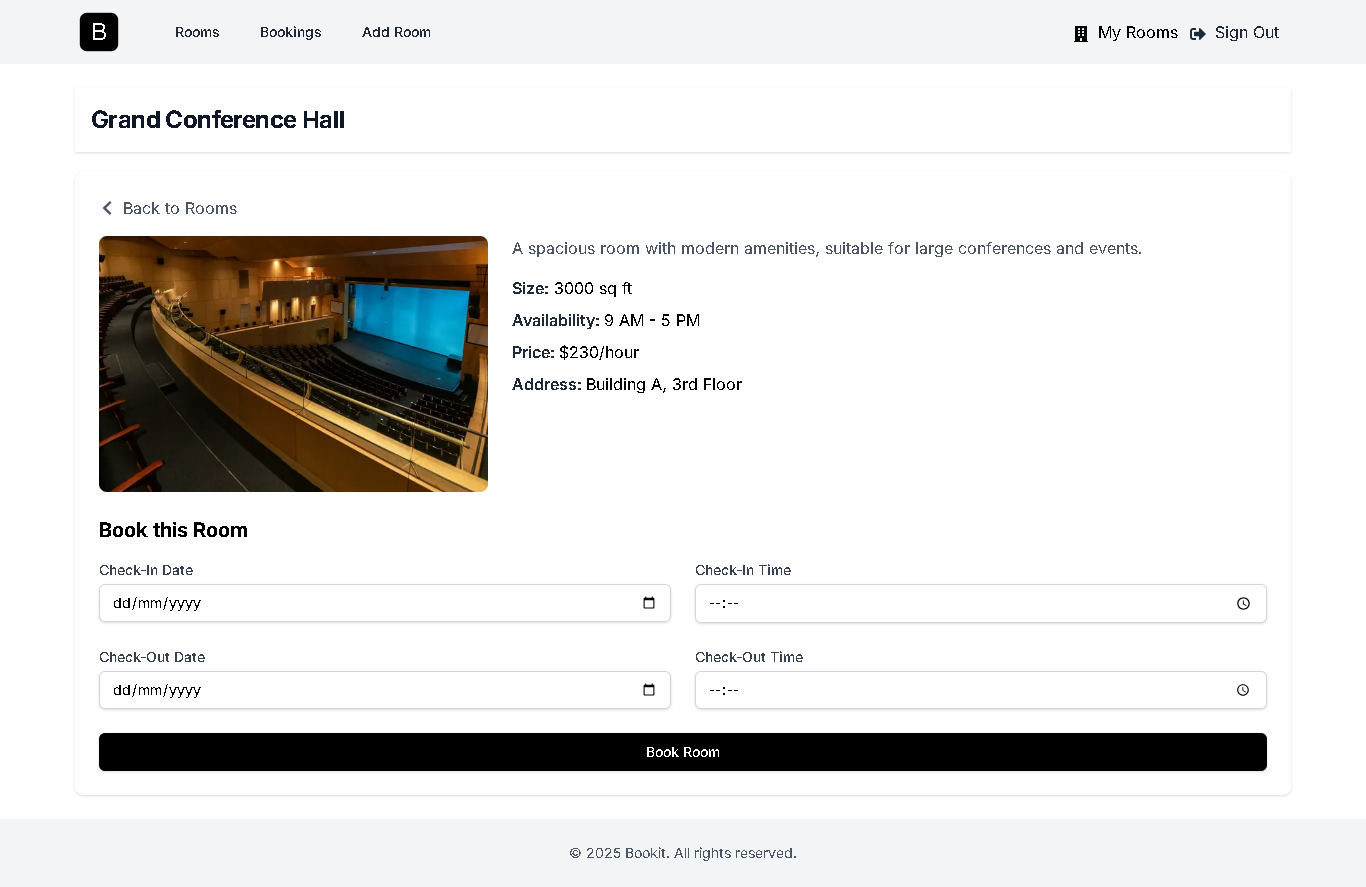 B
Rooms
Bookings
Add Room
My Rooms
Sign Out
Grand Conference Hall
Back to Rooms
A spacious room with modern amenities, suitable for large conferences and events.
Size: 3000 sq ft
Availability: 9 AM - 5 PM
Price: $230/hour
Address: Building A, 3rd Floor
Book this Room
Check-In Date
Check-In Time
dd/mm/yyyy
--:--
Check-Out Date
Check-Out Time
dd/mm/yyyy
--:--
Book Room
© 2025 Bookit. All rights reserved.